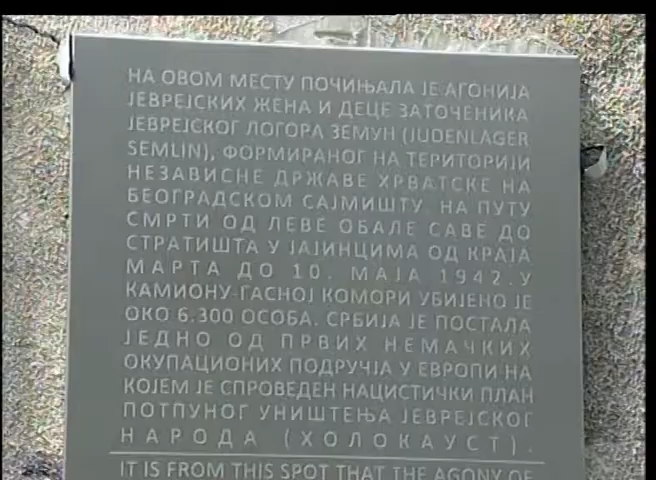 НА ОВОМ МЕСТУ ПОЧИЊАЛА ЈЕ АГОНИЈА
ЈЕВРЕЈСКИХ ЖЕНА И ДЕЦЕ ЗАТОЧЕНИКА
ЈЕВРЕЈСКОГ ЛОГОРА ЗЕМУН (JUDENLAGER
SEMLIN), ФОРМИРАНОГ НА ТЕРИТОРИЈИ
НЕЗАВИСНЕ ДРЖАВЕ ХРВАТСКЕ НА
БЕОГРАДСКОМ САЈМИШТУ. НА ПУТУ
СМРТИ ОД ЛЕВЕ ОБАЛЕ САВЕ ДО
СТРАТИШТА У ЈАЈИНЦИМА ОД КРАЈА
МАРТА ДО 10. МАЈА 1942. У
КАМИОНУ-ГАСНОЈ КОМОРИ УБИЈЕНО ЈЕ
ОКО 6.300 ОСОБА. СРБИЈА ЈЕ ПОСТАЛА
ЈЕДНО ОД ПРВИХ НЕМАЧКИХ
ОКУПАЦИОНИХ ПОДРУЧЈА У ЕВРОПИ НА
КОЈЕМ ЈЕ СПРОВЕДЕН НАЦИСТИЧКИ ПЛАН
ПОТПУНОГ УНИШТЕЊА ЈЕВРЕЈСКОГ
НАРОДА (ХОЛОКАУСТ).
IT IS FROM THIS SPOT THAT THE AGONY OF